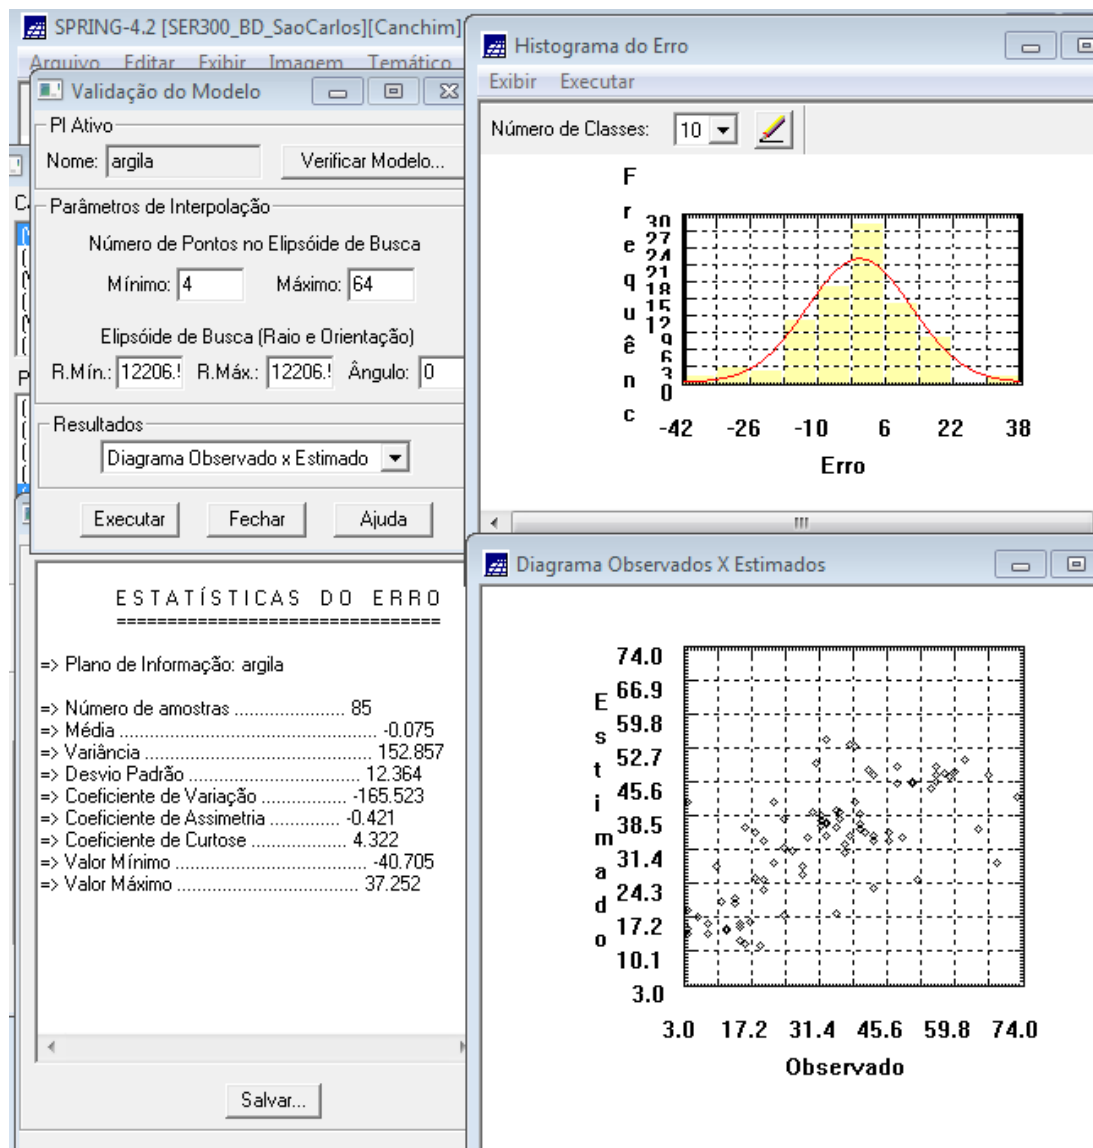 SPRING-4.2 [SER300_BD_SaoCarlos][Canchim]
Arquivo Editar Exibir Imagem Temático
Validação do Modelo
PI Ativo
Nome: argila Verificar Modelo...
Parâmetros de Interpolação
Número de Pontos no Elipsóide de Busca
Mínimo: 4 Máximo: 64
Elipsóide de Busca (Raio e Orientação)
R.Mín.: 12206.! R.Máx.: 12206.! Ângulo: 0
Resultados
Diagrama Observado x Estimado
Executar Fechar Ajuda
E S T A T Í S T I C A S D O E R R O
================================
=> Plano de Informação: argila
=> Número de amostras ..................... 85
=> Média ................................................ -0.075
=> Variância ............................................ 152.857
=> Desvio Padrão ................................. 12.364
=> Coeficiente de Variação ................ -165.523
=> Coeficiente de Assimetria ............. -0.421
=> Coeficiente de Curtose ................... 4.322
=> Valor Mínimo ..................................... -40.705
=> Valor Máximo ................................... 37.252
Salvar...
Histograma do Erro
Exibir Executar
Número de Classes: 10
Frequênc
30
27
24
21
18
15
12
9
6
3
0
-42 -26 -10 6 22 38
Erro
Diagrama Observados X Estimados
Estimado
74.0
66.9
59.8
52.7
45.6
38.5
31.4
24.3
17.2
10.1
3.0
3.0 17.2 31.4 45.6 59.8 74.0
Observado